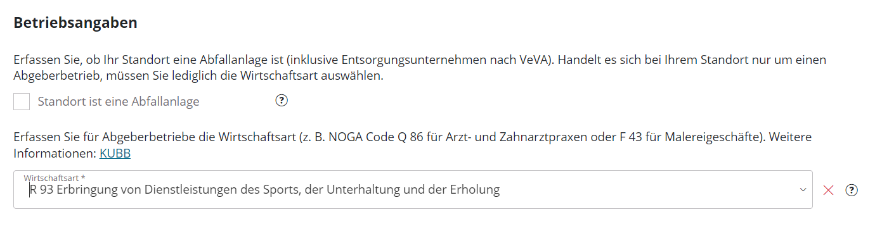 Betriebsangaben
Erfassen Sie, ob Ihr Standort eine Abfallanlage ist (inklusive Entsorgungsunternehmen nach VeVA). Handelt es sich bei Ihrem Standort nur um einen
Abgeberbetrieb, müssen Sie lediglich die Wirtschaftsart auswählen.
Standort ist eine Abfallanlage
Erfassen Sie für Abgeberbetriebe die Wirtschaftsart (z. B. NOGA Code Q 86 für Arzt- und Zahnarztpraxen oder F 43 für Malereigeschäfte). Weitere
Informationen: KUBB
Wirtschaftsart *
R 93 Erbringung von Dienstleistungen des Sports, der Unterhaltung und der Erholung